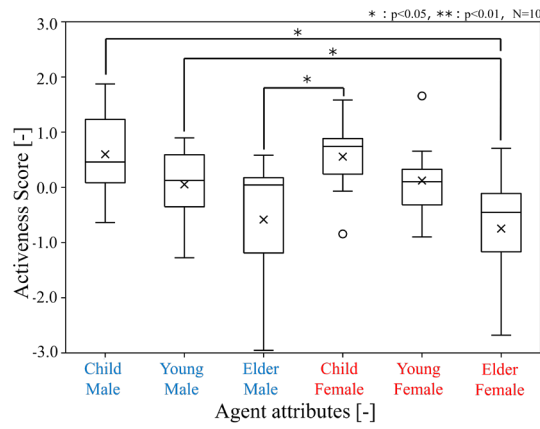 * : p<0.05, ** : p<0.01, N=10
3.0
2.0
1.0
0.0
-1.0
-2.0
-3.0
Activeness Score [-]
*
*
*
Child Male
Young Male
Elder Male
Child Female
Young Female
Elder Female
Agent attributes [-]